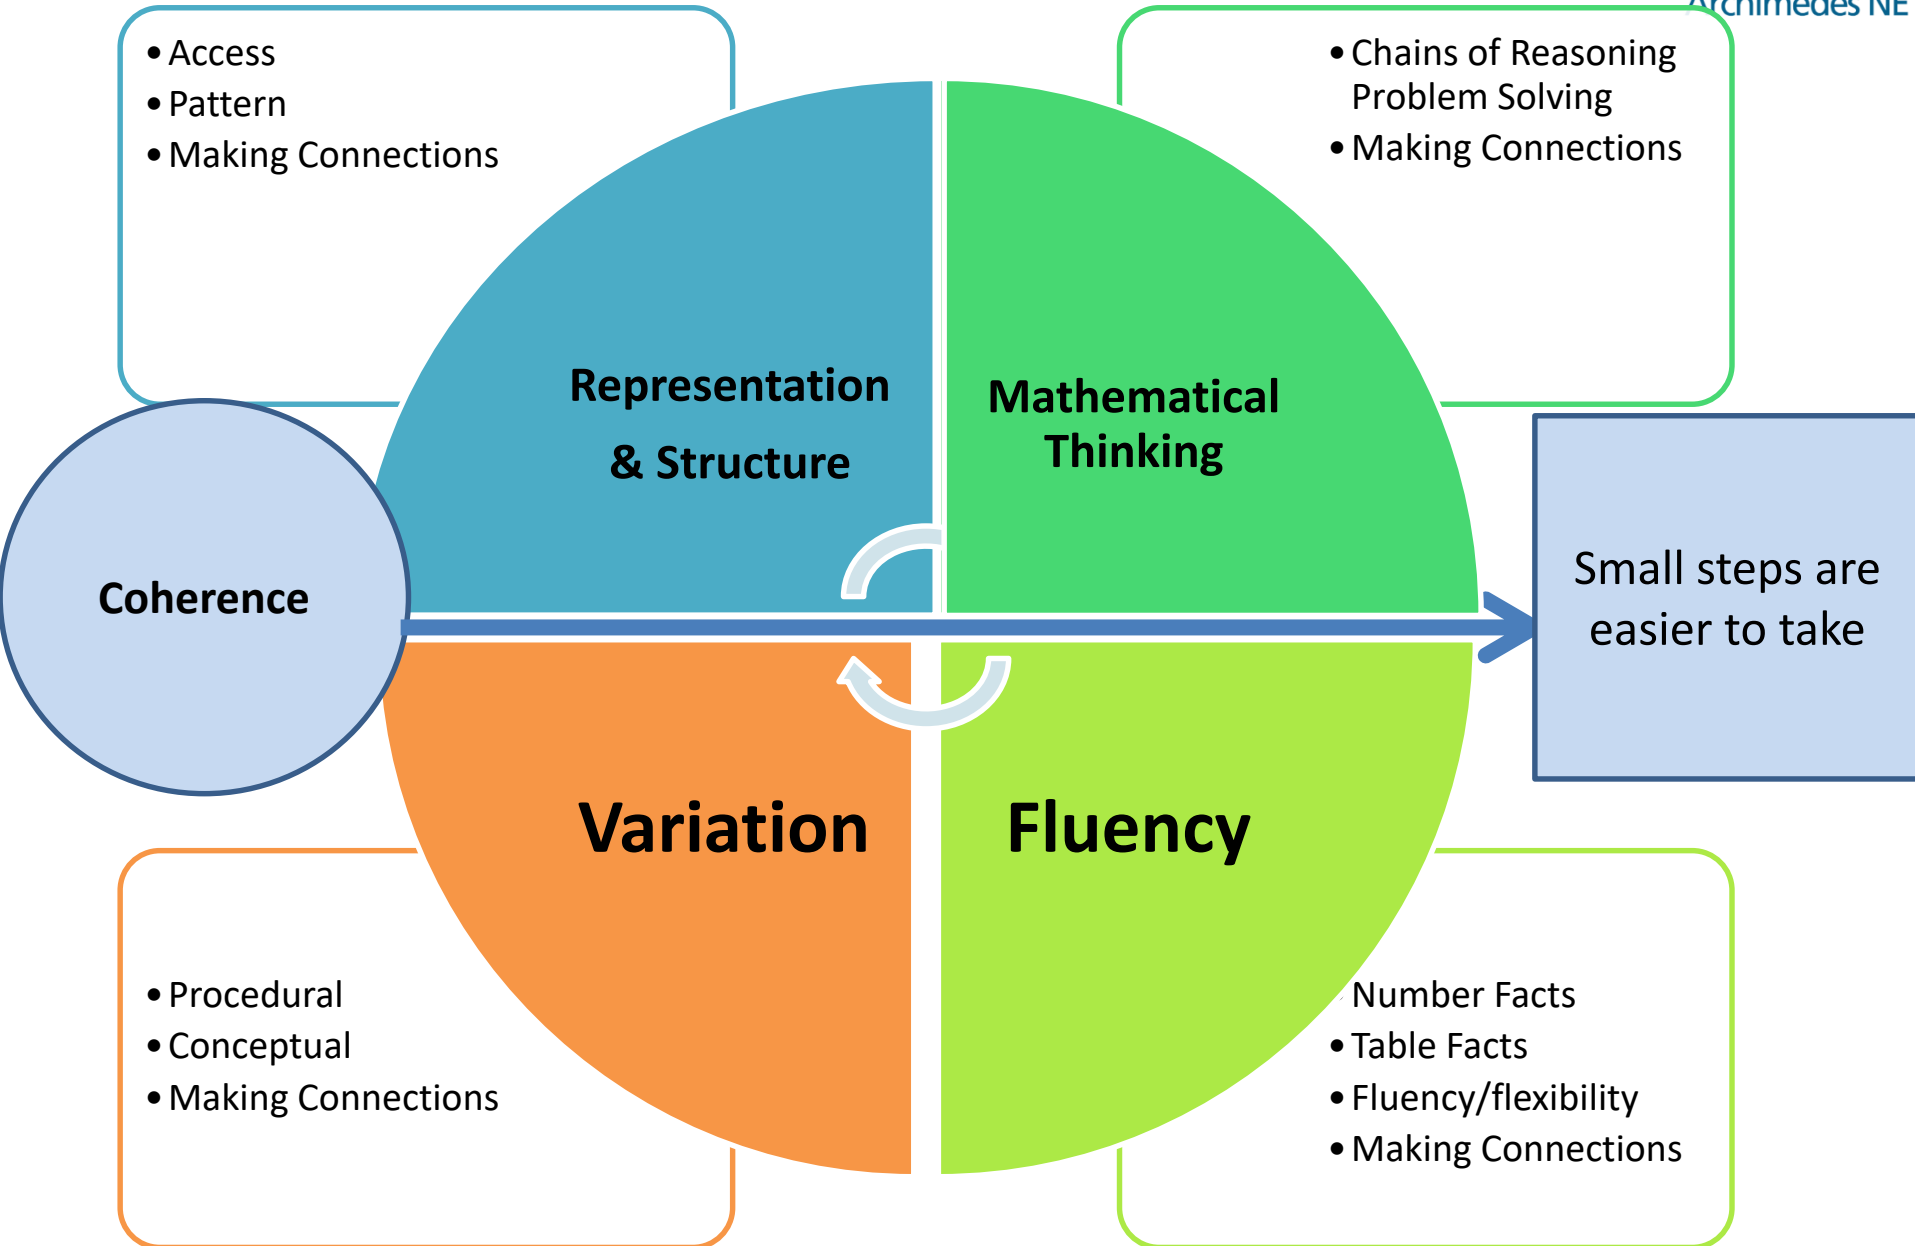 Archimedes NE
• Access
• Pattern
• Making Connections
• Chains of Reasoning
Problem Solving
• Making Connections
Representation
& Structure
Mathematical
Thinking
Coherence
Small steps are
easier to take
Variation
Fluency
• Procedural
• Conceptual
• Making Connections
Number Facts
• Table Facts
• Fluency/flexibility
• Making Connections